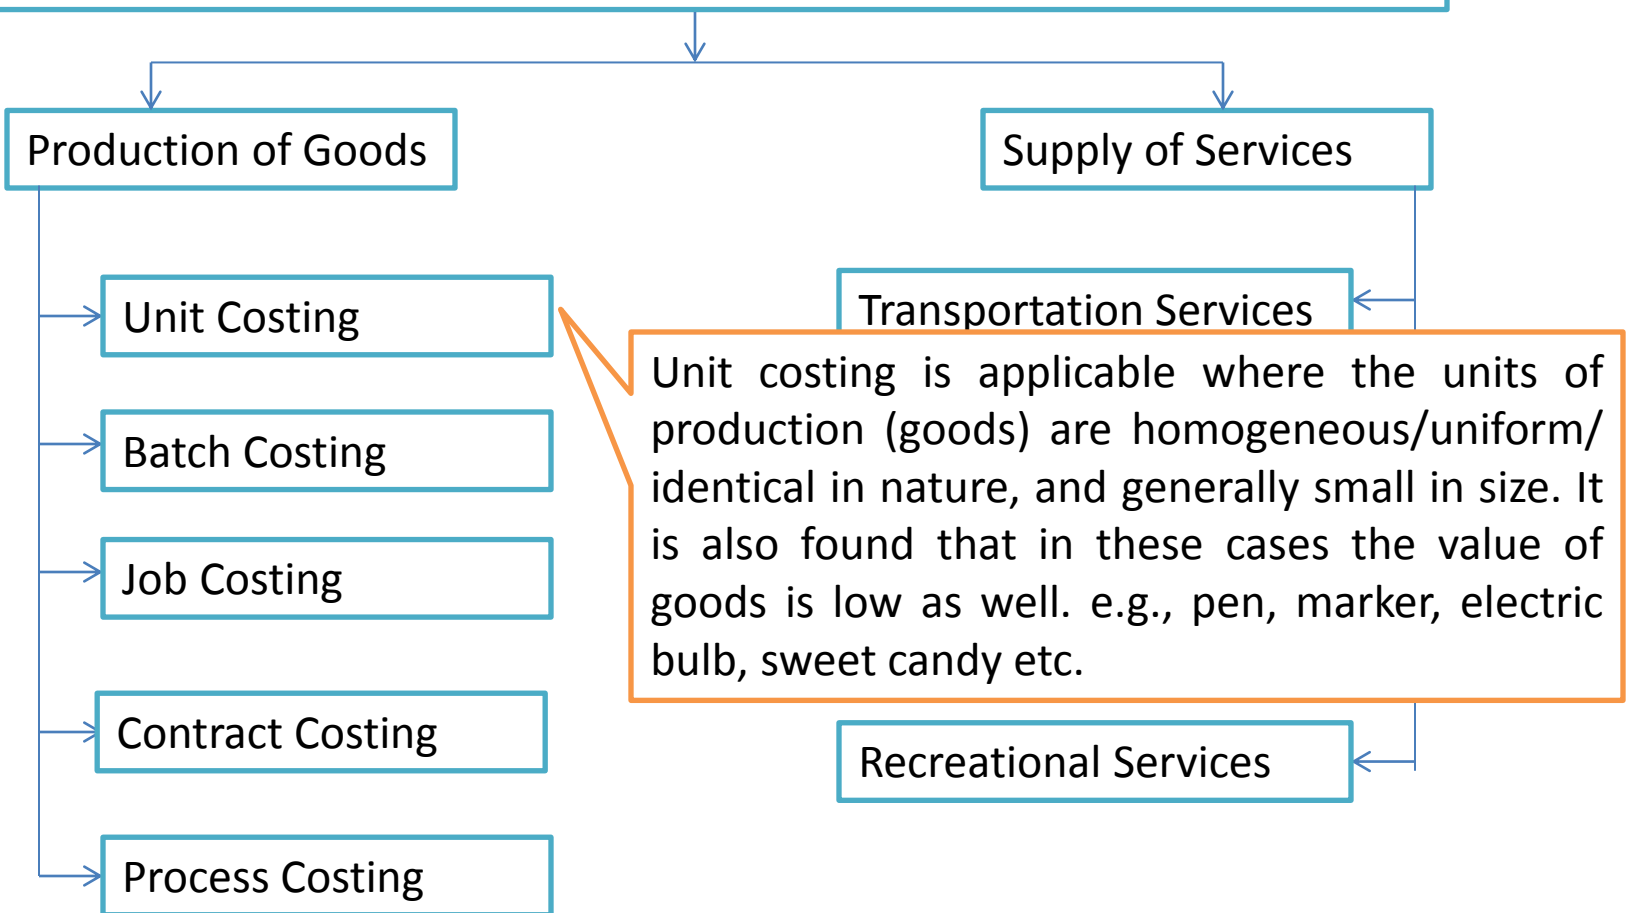 Production of Goods
Supply of Services
Unit Costing
Transportation Services
Unit costing is applicable where the units of
production (goods) are homogeneous/uniform/
identical in nature, and generally small in size. It
is also found that in these cases the value of
goods is low as well. e.g., pen, marker, electric
bulb, sweet candy etc.
Batch Costing
Job Costing
Contract Costing
Recreational Services
Process Costing